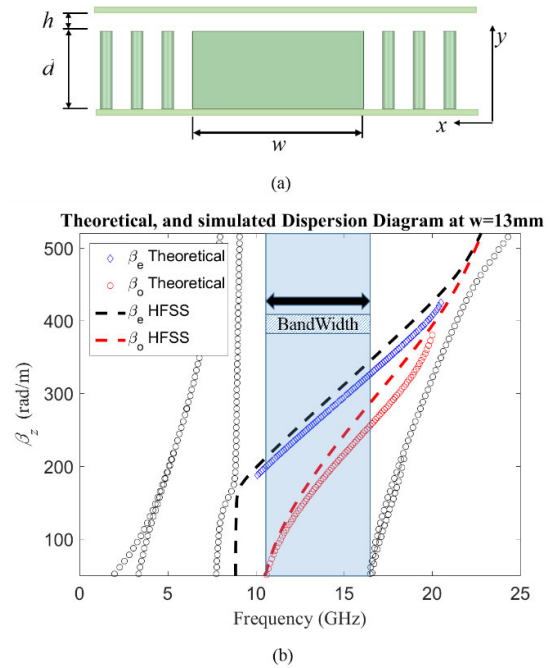 h
d
w
y
x
(a)
Theoretical, and simulated Dispersion Diagram at w=13mm
β_e Theoretical
β_o Theoretical
β_e HFSS
β_o HFSS
BandWidth
500
400
300
200
100
β_z (rad/m)
0 5 10 15 20 25
Frequency (GHz)
(b)